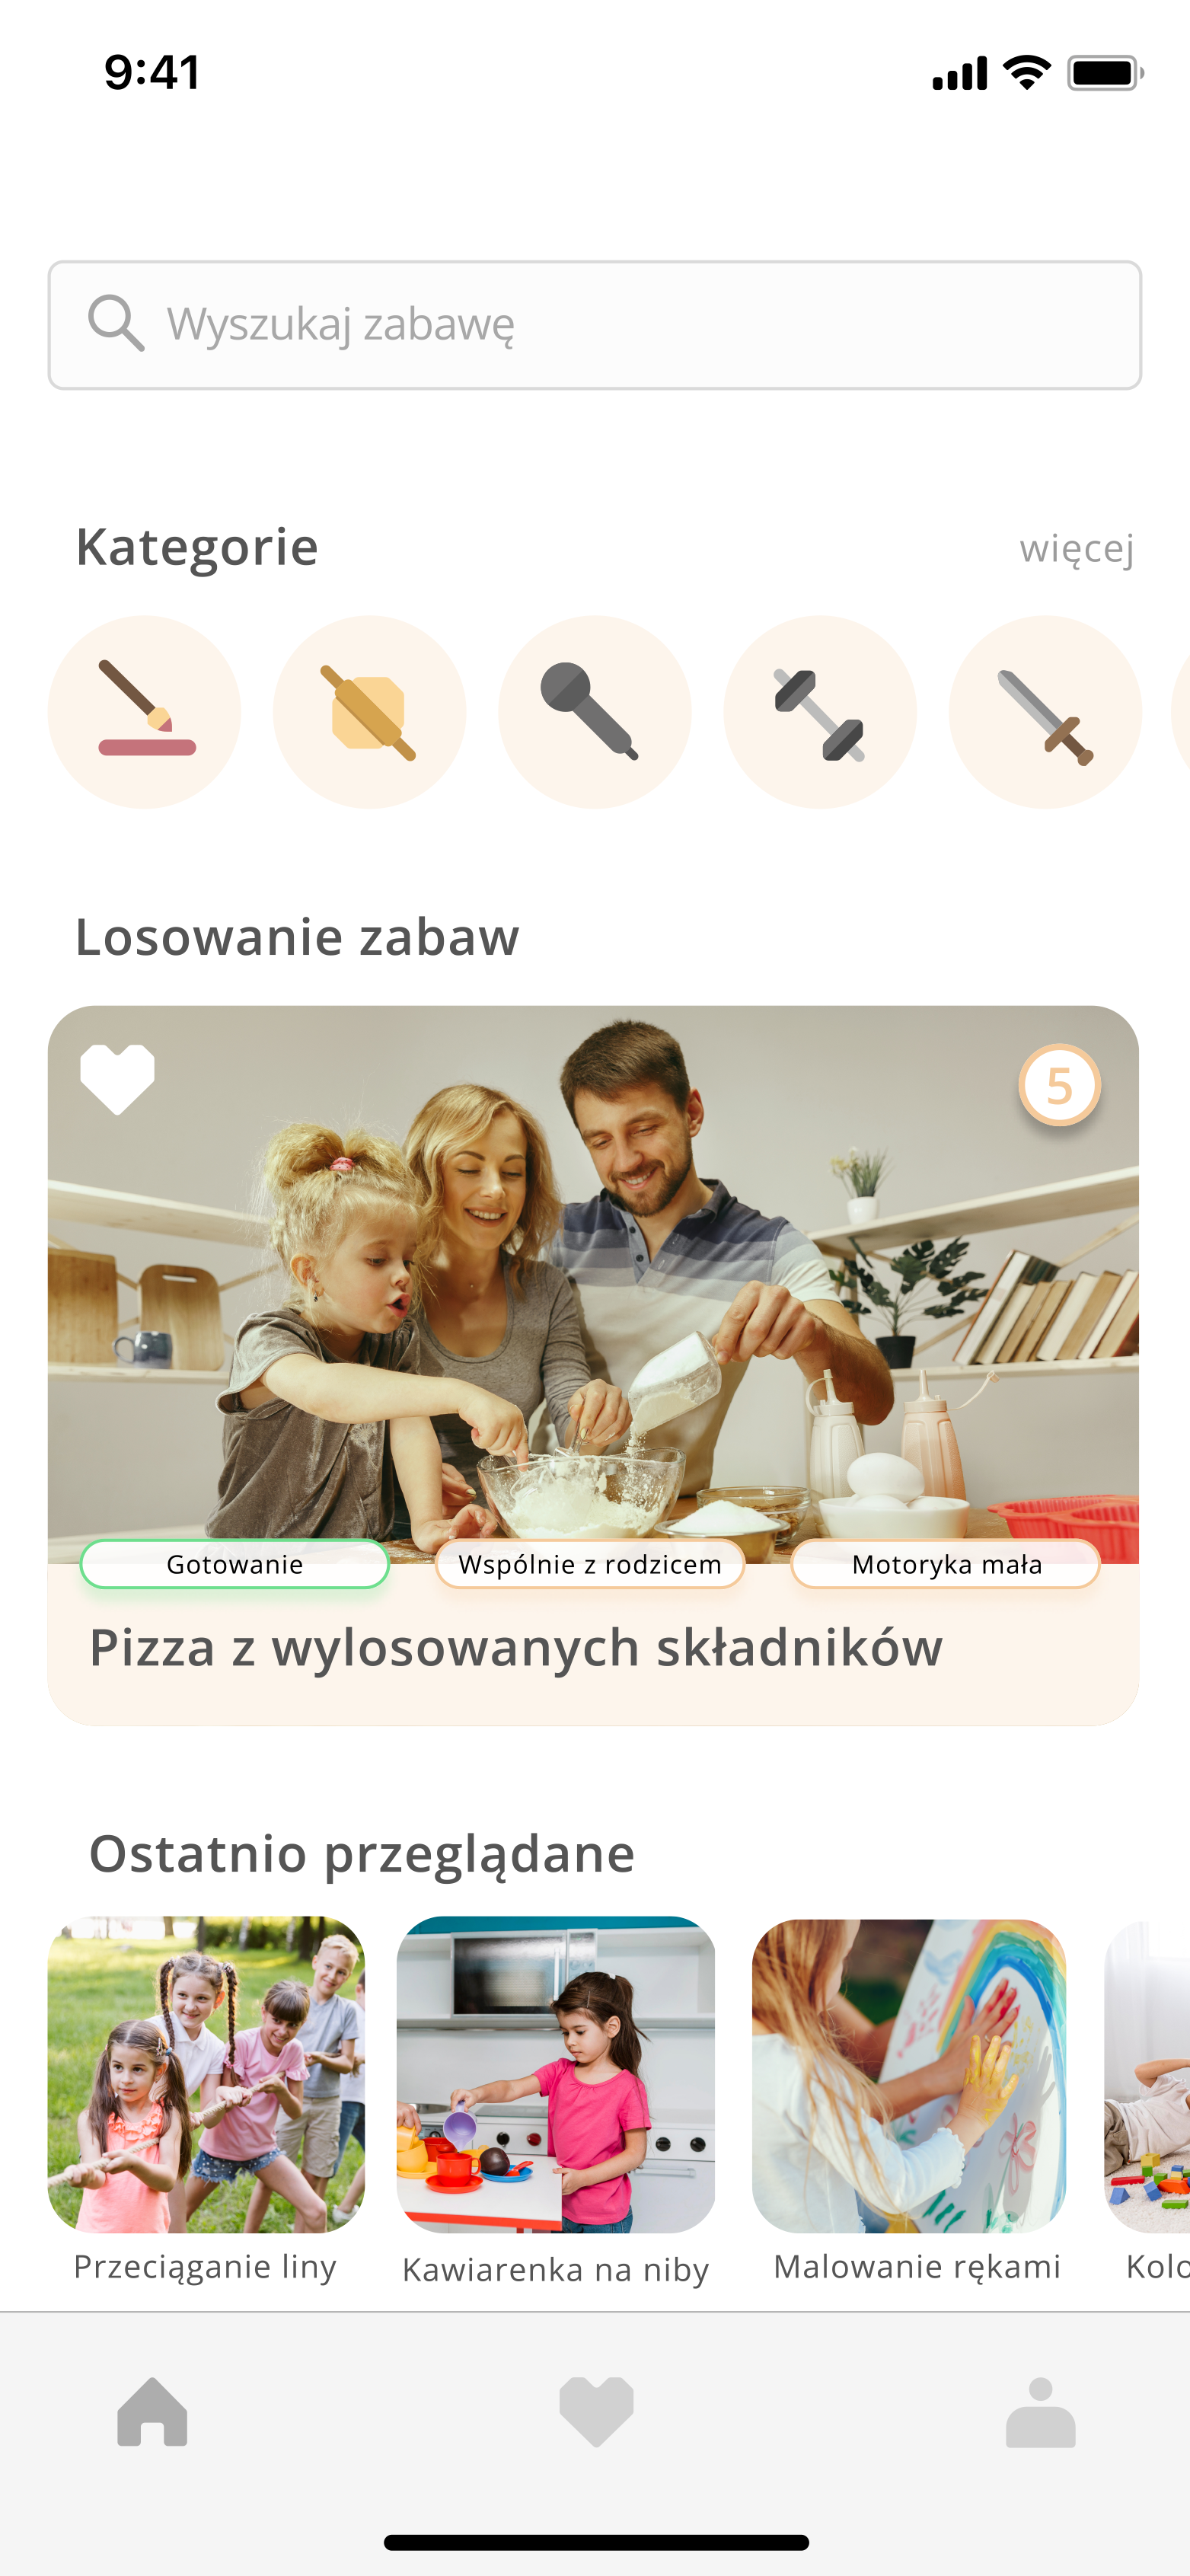 9:41
Wyszukaj zabawę
Kategorie
więcej
Losowanie zabaw
5
Gotowanie
Wspólnie z rodzicem
Motoryka mała
Pizza z wylosowanych składników
Ostatnio przeglądane
Przeciąganie liny
Kawiarenka na niby
Malowanie rękami
Kolo